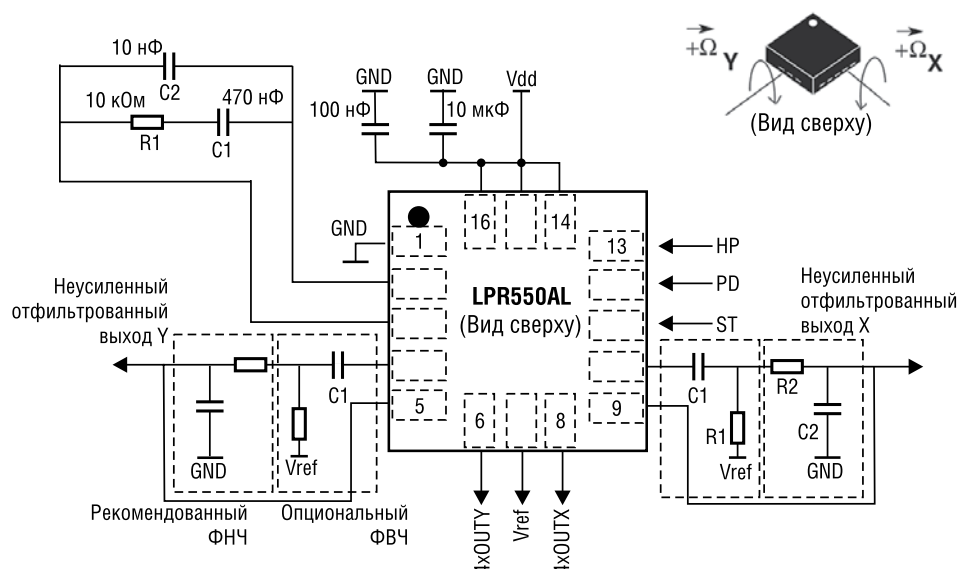 10 нФ
C2
10 кОм
470 нФ
R1
C1
GND
GND
Vdd
100 нФ
10 мкФ
+Ω Y
+Ω X
(Вид сверху)
16
14
GND
1
13
HP
PD
ST
LPR550AL
(Вид сверху)
Неусиленный
отфильтрованный
выход Y
Неусиленный
отфильтрованный
выход X
C1
5
6
8
9
C1
R2
R1
C2
GND
Vref
Vref
GND
Рекомендованный
ФНЧ
Опциональный
ФВЧ
4xOUTY
Vref
4xOUTX